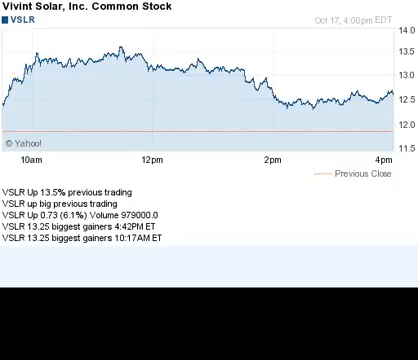 Vivint Solar, Inc. Common Stock
VSLR
Oct 17, 4:00pm EDT
14.0
13.5
13.0
12.5
12.0
11.5
© Yahoo!
10am 12pm 2pm 4pm
Previous Close
VSLR Up 13.5% previous trading
VSLR up big previous trading
VSLR Up 0.73 (6.1%) Volume 979000.0
VSLR 13.25 biggest gainers 4:42PM ET
VSLR 13.25 biggest gainers 10:17AM ET